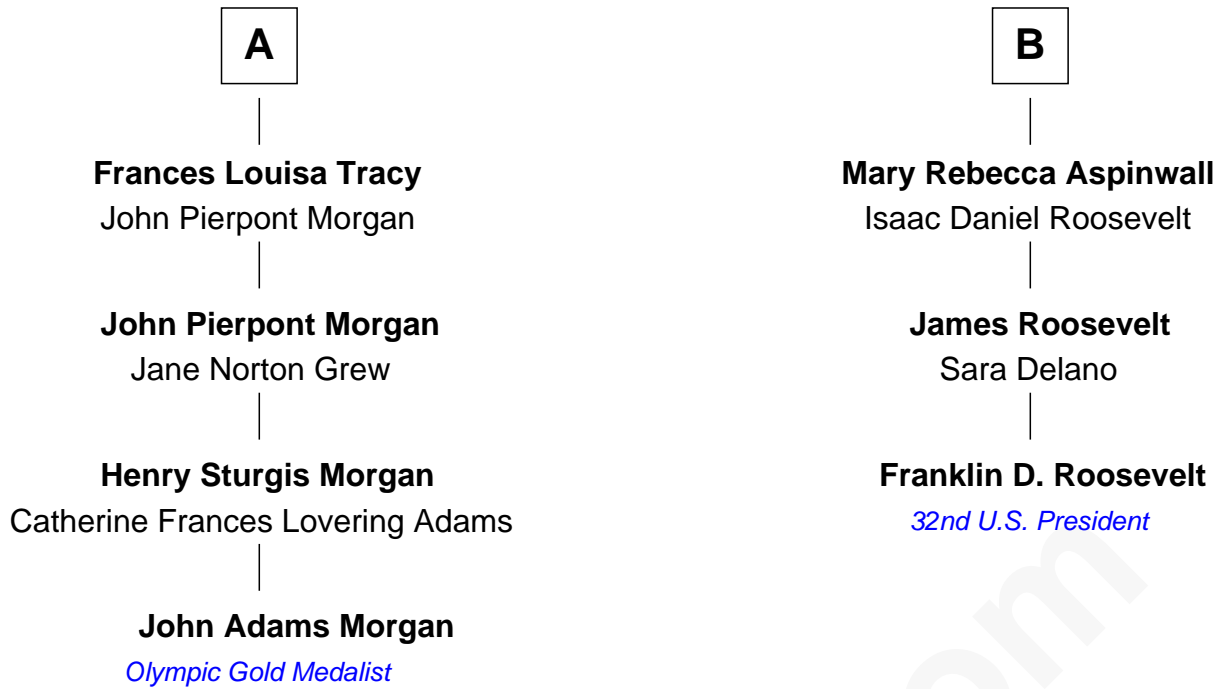 A
Frances Louisa Tracy
John Pierpont Morgan
John Pierpont Morgan
Jane Norton Grew
Henry Sturgis Morgan
Catherine Frances Lovering Adams
John Adams Morgan
Olympic Gold Medalist
B
Mary Rebecca Aspinwall
Isaac Daniel Roosevelt
James Roosevelt
Sara Delano
Franklin D. Roosevelt
32nd U.S. President
om